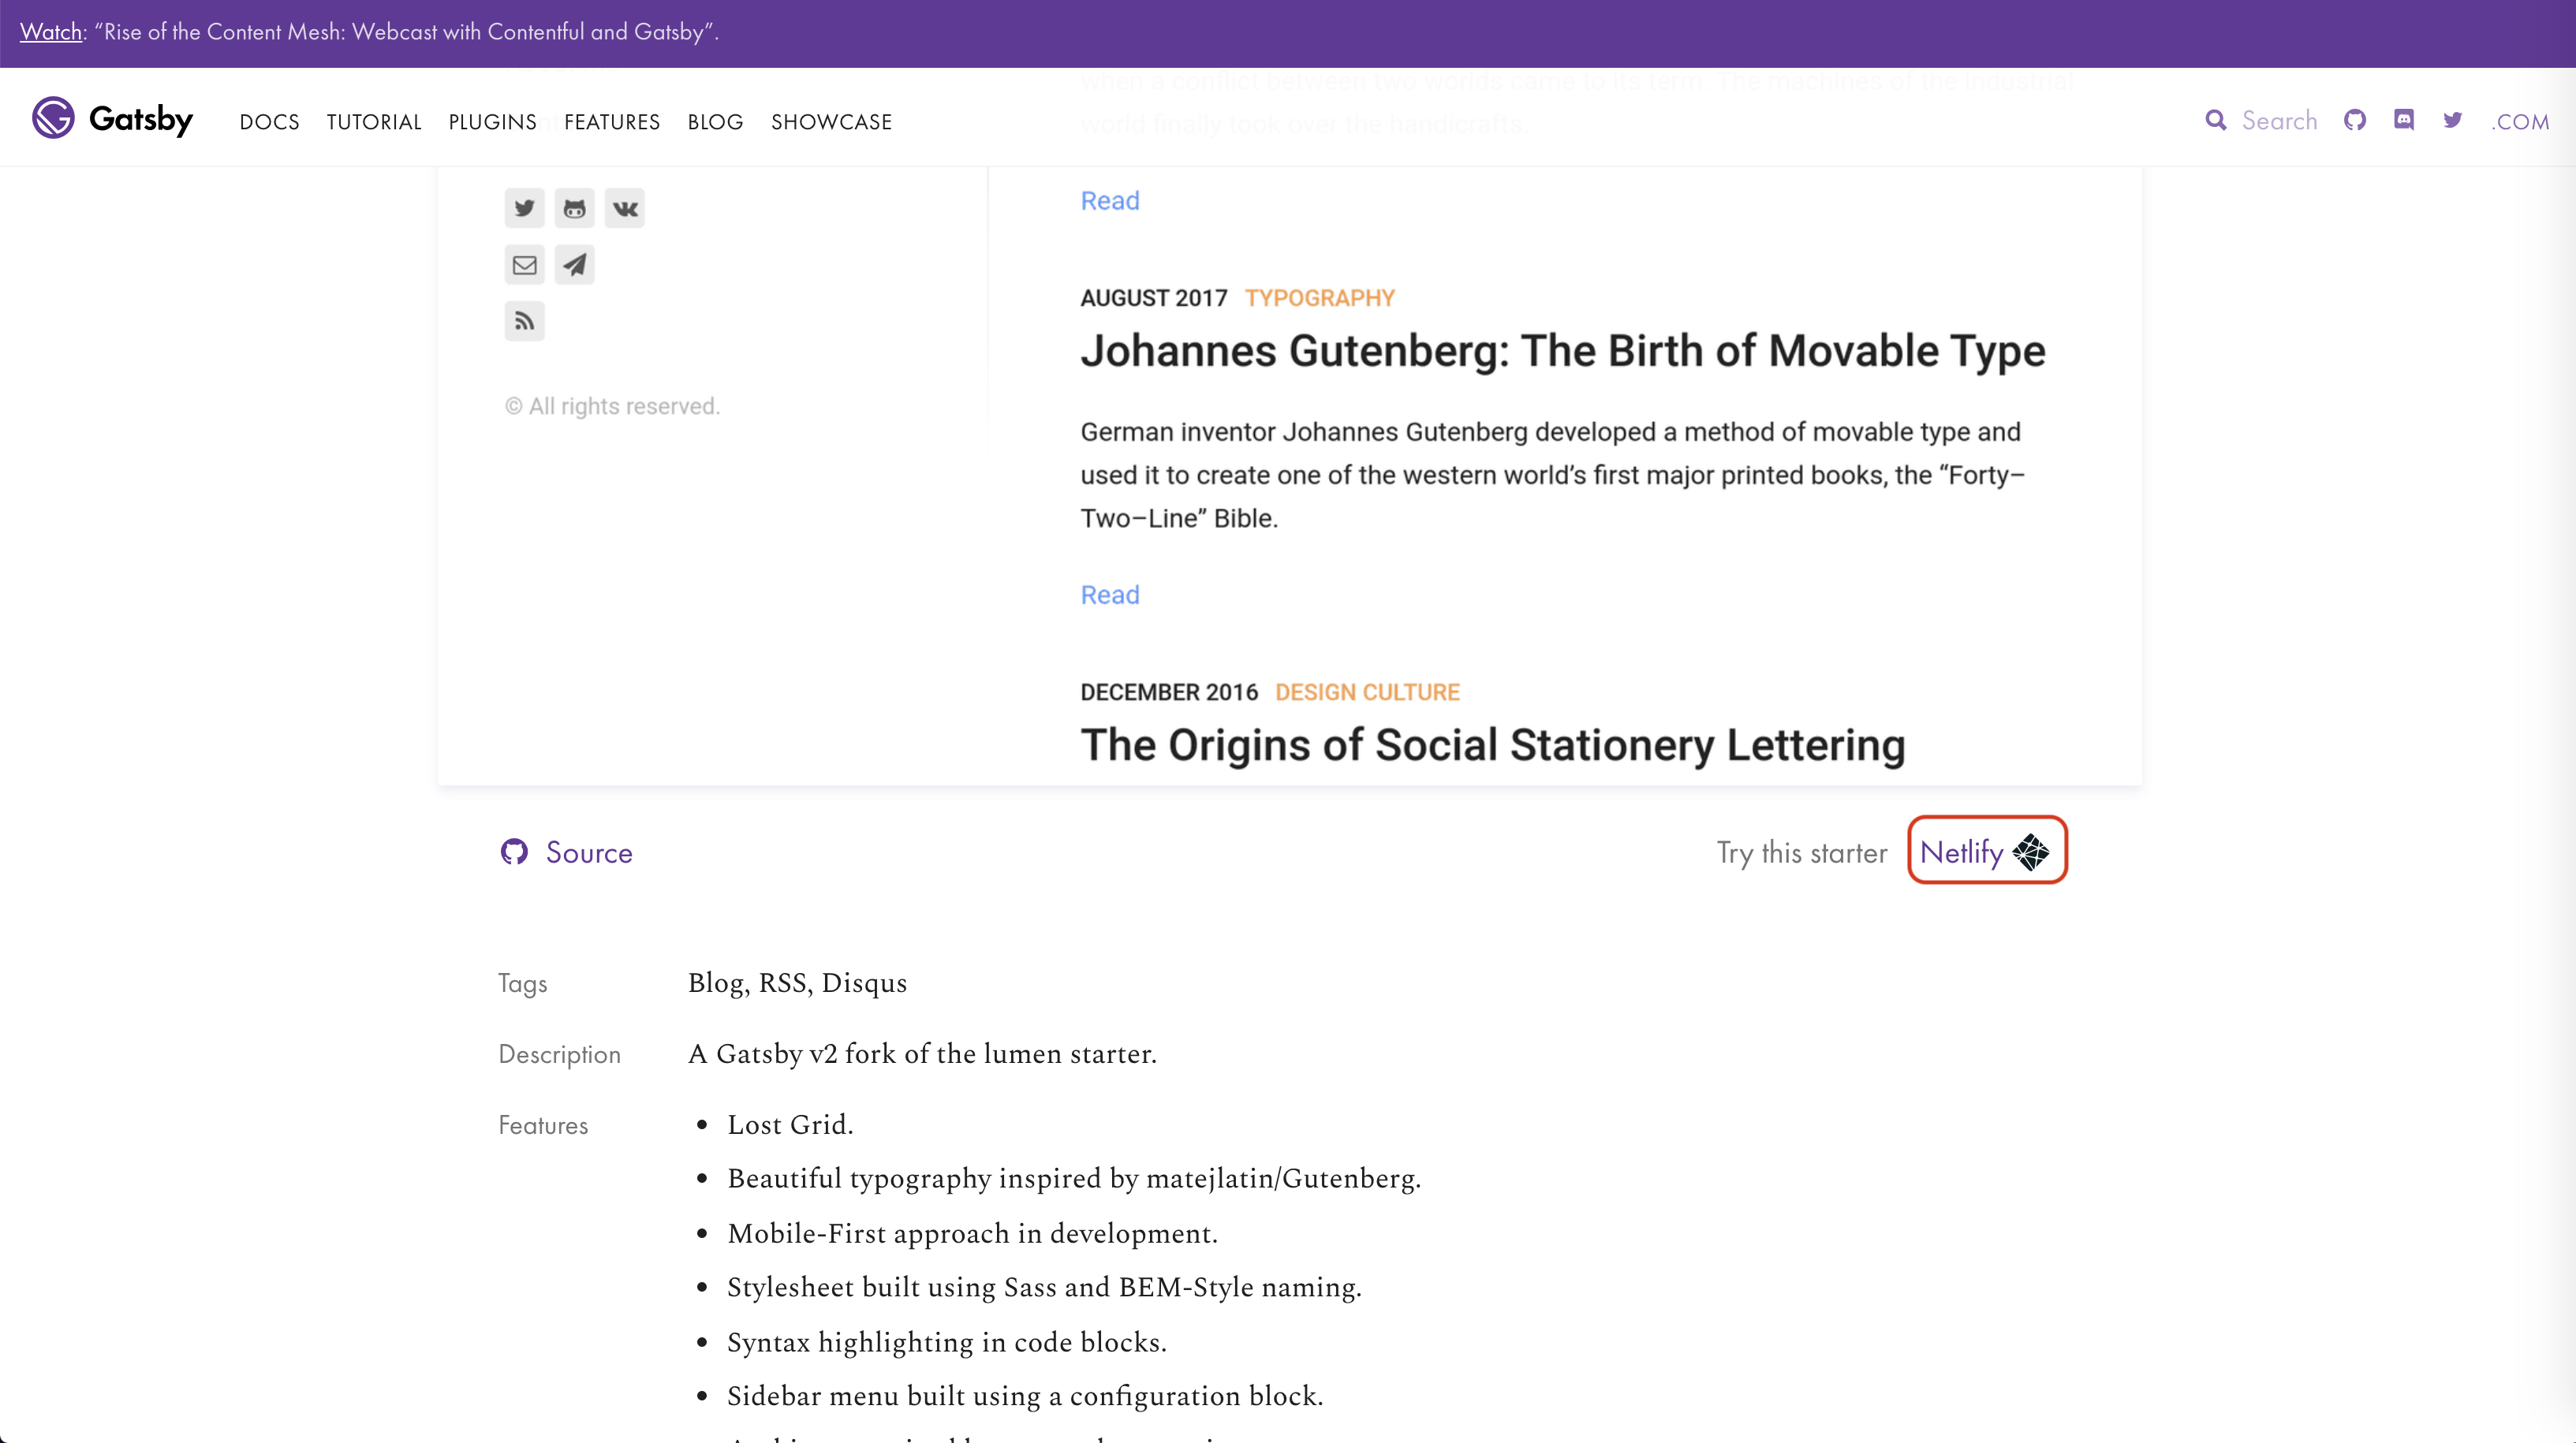 Watch: “Rise of the Content Mesh: Webcast with Contentful and Gatsby”.
when a conflict between two worlds came to its term. The machines of the industrial
world finally took over the handicrafts.
Gatsby DOCS TUTORIAL PLUGINS FEATURES BLOG SHOWCASE Search .COM
Read
© All rights reserved.
AUGUST 2017 TYPOGRAPHY
Johannes Gutenberg: The Birth of Movable Type
German inventor Johannes Gutenberg developed a method of movable type and
used it to create one of the western world’s first major printed books, the “Forty–
Two–Line” Bible.
Read
DECEMBER 2016 DESIGN CULTURE
The Origins of Social Stationery Lettering
Source
Try this starter Netlify
Tags Blog, RSS, Disqus
Description A Gatsby v2 fork of the lumen starter.
Features • Lost Grid.
• Beautiful typography inspired by matejlatin/Gutenberg.
• Mobile-First approach in development.
• Stylesheet built using Sass and BEM-Style naming.
• Syntax highlighting in code blocks.
• Sidebar menu built using a configuration block.